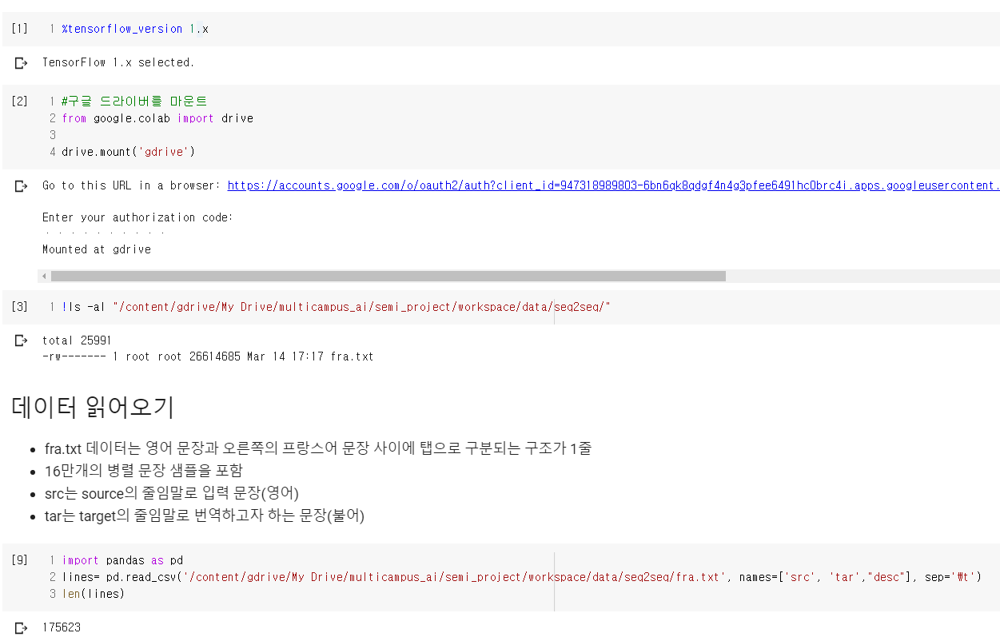 [1] 1 %tensorflow_version 1.x
TensorFlow 1.x selected.
[2] 1 #구글 드라이버를 마운트
2 from google.colab import drive
3
4 drive.mount('gdrive')
Go to this URL in a browser: https://accounts.google.com/o/oauth2/auth?client_id=947318989803-6bn6qk8qdgf4n4g3pfee6491hc0brc4i.apps.googleusercontent.
Enter your authorization code:
··········
Mounted at gdrive
[3] 1 !ls -al "/content/gdrive/My Drive/multicampus_ai/semi_project/workspace/data/seq2seq/"
total 25991
-rw------- 1 root root 26614685 Mar 14 17:17 fra.txt
데이터 읽어오기
• fra.txt 데이터는 영어 문장과 오른쪽의 프랑스어 문장 사이에 탭으로 구분되는 구조가 1줄
• 16만개의 병렬 문장 샘플을 포함
• src는 source의 줄임말로 입력 문장(영어)
• tar는 target의 줄임말로 번역하고자 하는 문장(불어)
[9] 1 import pandas as pd
2 lines= pd.read_csv('/content/gdrive/My Drive/multicampus_ai/semi_project/workspace/data/seq2seq/fra.txt', names=['src', 'tar',"desc"], sep='₩t')
3 len(lines)
175623